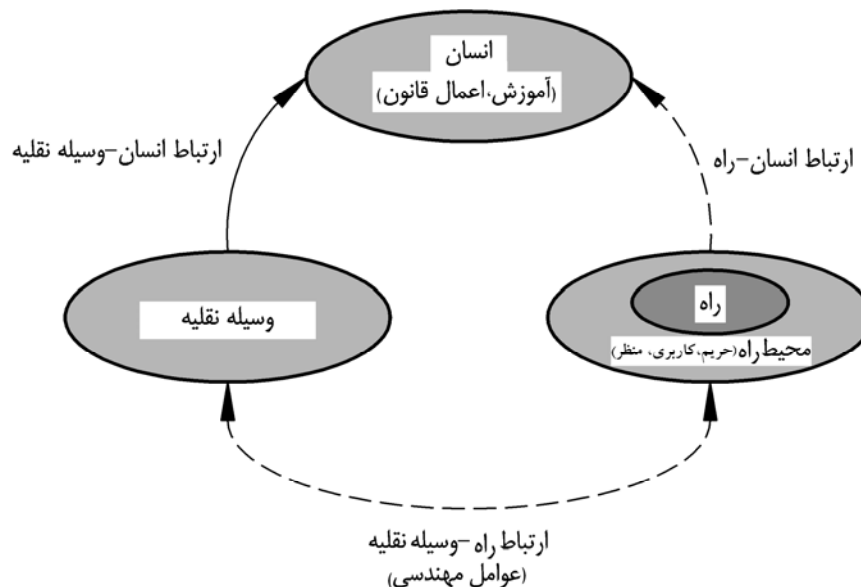 انسان
(آموزش،اعمال قانون)
ارتباط انسان-وسیله نقلیه
ارتباط انسان-راه
راه
وسیله نقلیه
محیط راه (حریم،کاربری، منظر)
ارتباط راه-وسیله نقلیه
(عوامل مهندسی)